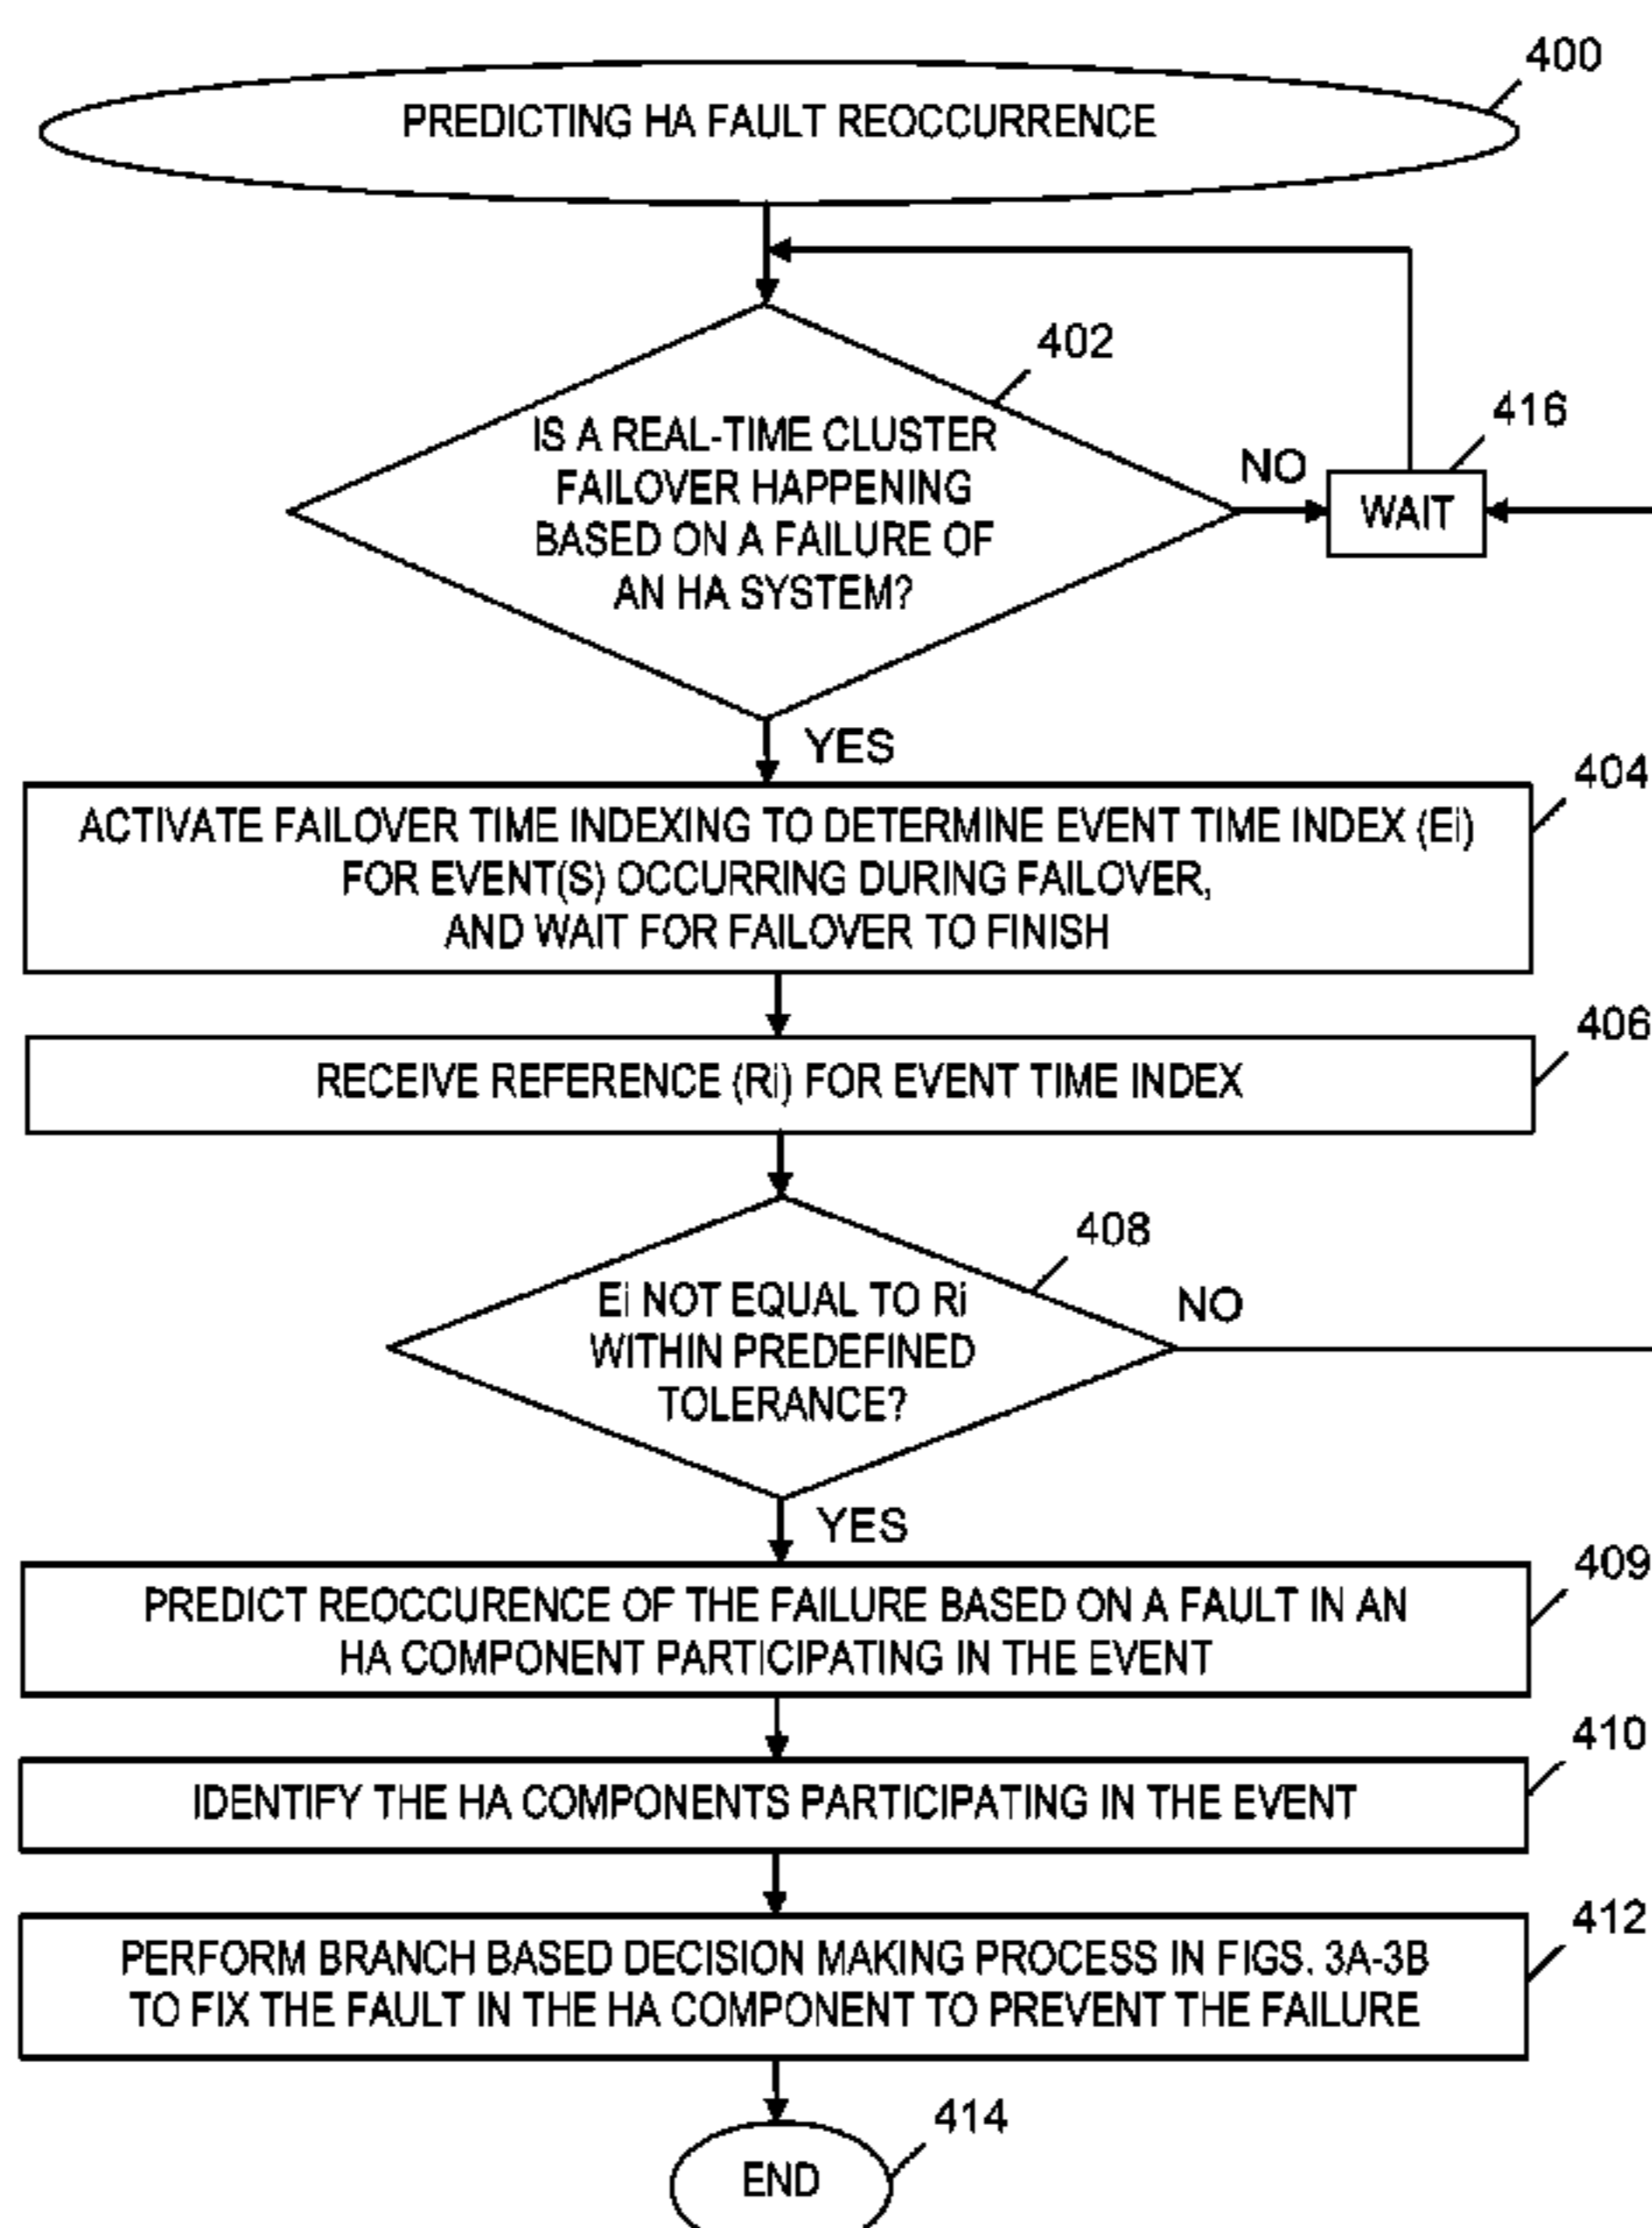 400
PREDICTING HA FAULT REOCCURRENCE
402
IS A REAL-TIME CLUSTER
FAILOVER HAPPENING
BASED ON A FAILURE OF
AN HA SYSTEM?
NO
416
WAIT
YES
404
ACTIVATE FAILOVER TIME INDEXING TO DETERMINE EVENT TIME INDEX (Ei)
FOR EVENT(S) OCCURRING DURING FAILOVER,
AND WAIT FOR FAILOVER TO FINISH
406
RECEIVE REFERENCE (Ri) FOR EVENT TIME INDEX
408
Ei NOT EQUAL TO Ri
WITHIN PREDEFINED
TOLERANCE?
NO
YES
409
PREDICT REOCCURENCE OF THE FAILURE BASED ON A FAULT IN AN
HA COMPONENT PARTICIPATING IN THE EVENT
410
IDENTIFY THE HA COMPONENTS PARTICIPATING IN THE EVENT
412
PERFORM BRANCH BASED DECISION MAKING PROCESS IN FIGS. 3A-3B
TO FIX THE FAULT IN THE HA COMPONENT TO PREVENT THE FAILURE
414
END